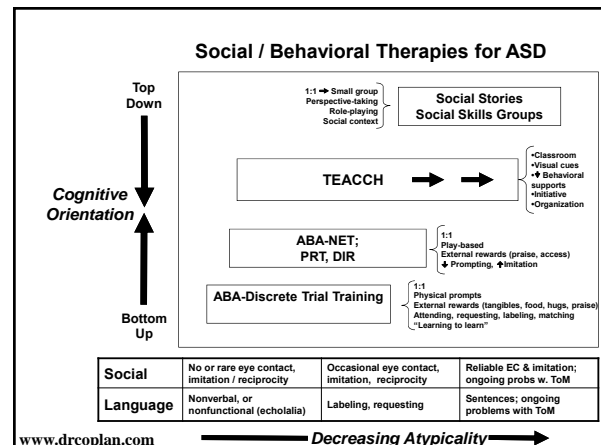 Social / Behavioral Therapies for ASD
Top
Down
Cognitive
Orientation
Bottom
Up
1:1 → Small group
Perspective-taking
Role-playing
Social context
Social Stories
Social Skills Groups
TEACCH
•Classroom
•Visual cues
•↓ Behavioral
supports
•Initiative
•Organization
ABA-NET;
PRT, DIR
1:1
Play-based
External rewards (praise, access)
↓ Prompting, ↑Imitation
ABA-Discrete Trial Training
1:1
Physical prompts
External rewards (tangibles, food, hugs, praise)
Attending, requesting, labeling, matching
“Learning to learn”
Social
No or rare eye contact,
imitation / reciprocity
Occasional eye contact,
imitation, reciprocity
Reliable EC & imitation;
ongoing probs w. ToM
Language
Nonverbal, or
nonfunctional (echolalia)
Labeling, requesting
Sentences; ongoing
problems with ToM
www.drcoplan.com
Decreasing Atypicality